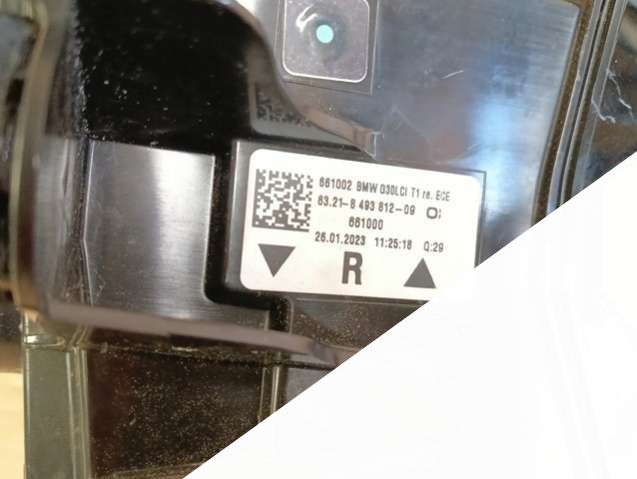 661002 BMW G30LCI T1 re. ECE
63.21-8 493 812-09
661000
26.01.2023 11:25:18 Q:29
R